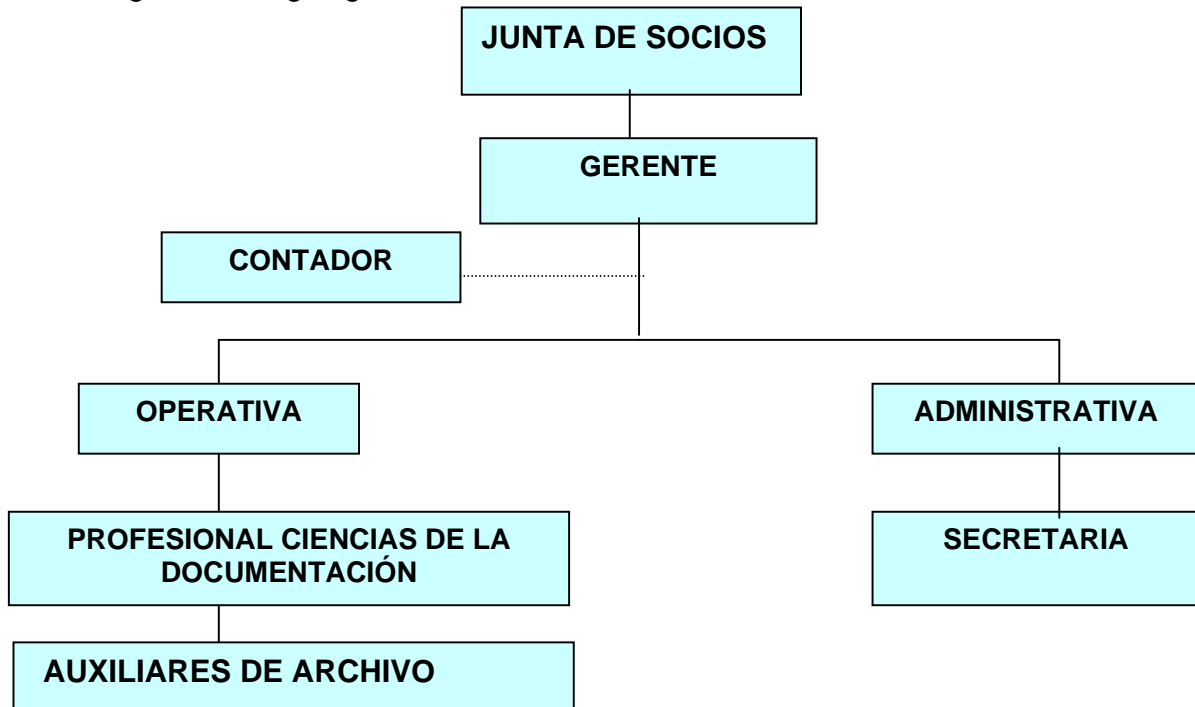 JUNTA DE SOCIOS
GERENTE
CONTADOR
OPERATIVA
ADMINISTRATIVA
PROFESIONAL CIENCIAS DE LA
DOCUMENTACIÓN
SECRETARIA
AUXILIARES DE ARCHIVO